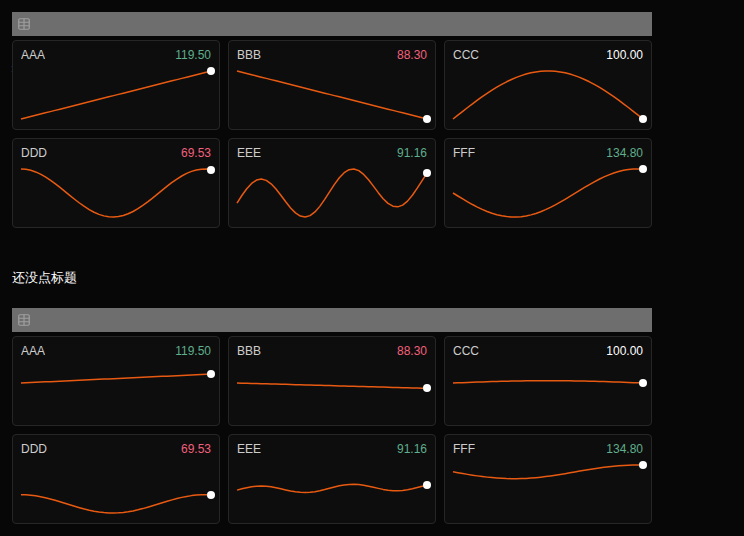 AAA 119.50 BBB 88.30 CCC 100.00
DDD 69.53 EEE 91.16 FFF 134.80
还没点标题
AAA 119.50 BBB 88.30 CCC 100.00
DDD 69.53 EEE 91.16 FFF 134.80